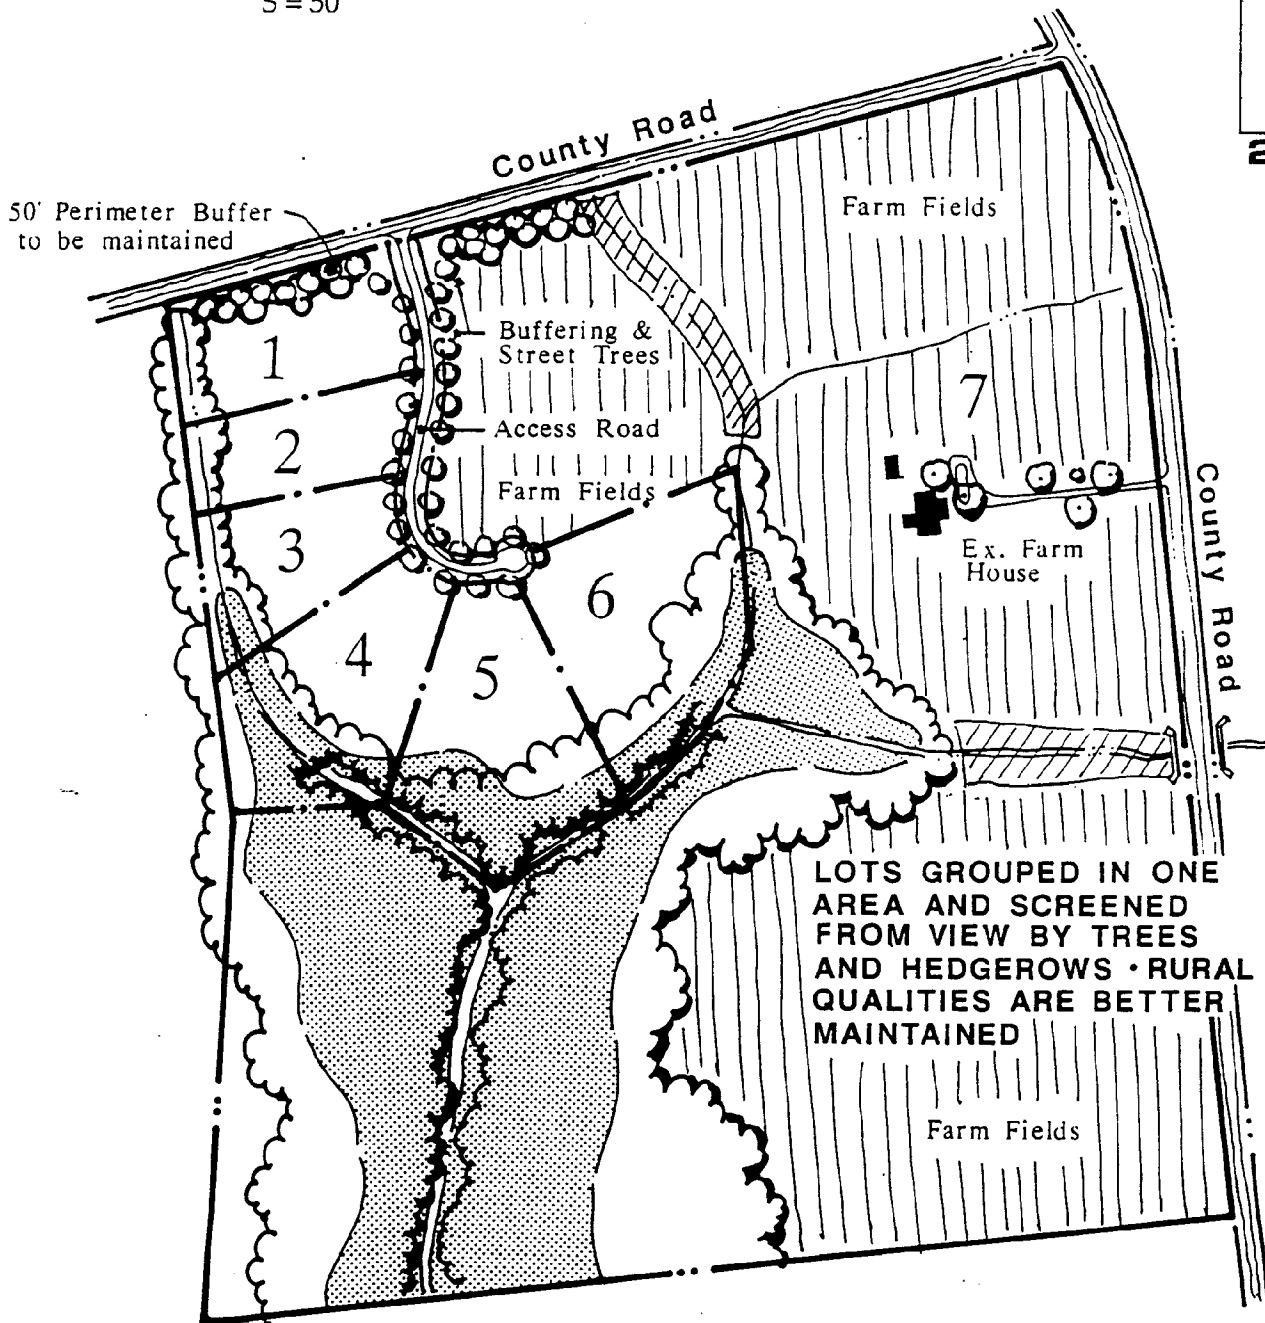 S = 50'
County Road
50' Perimeter Buffer
to be maintained
Farm Fields
Buffering &
Street Trees
1
7
Access Road
2
Farm Fields
3
County Road
Ex. Farm
House
6
4
5
LOTS GROUPED IN ONE
AREA AND SCREENED
FROM VIEW BY TREES
AND HEDGEROWS • RURAL
QUALITIES ARE BETTER
MAINTAINED
Farm Fields